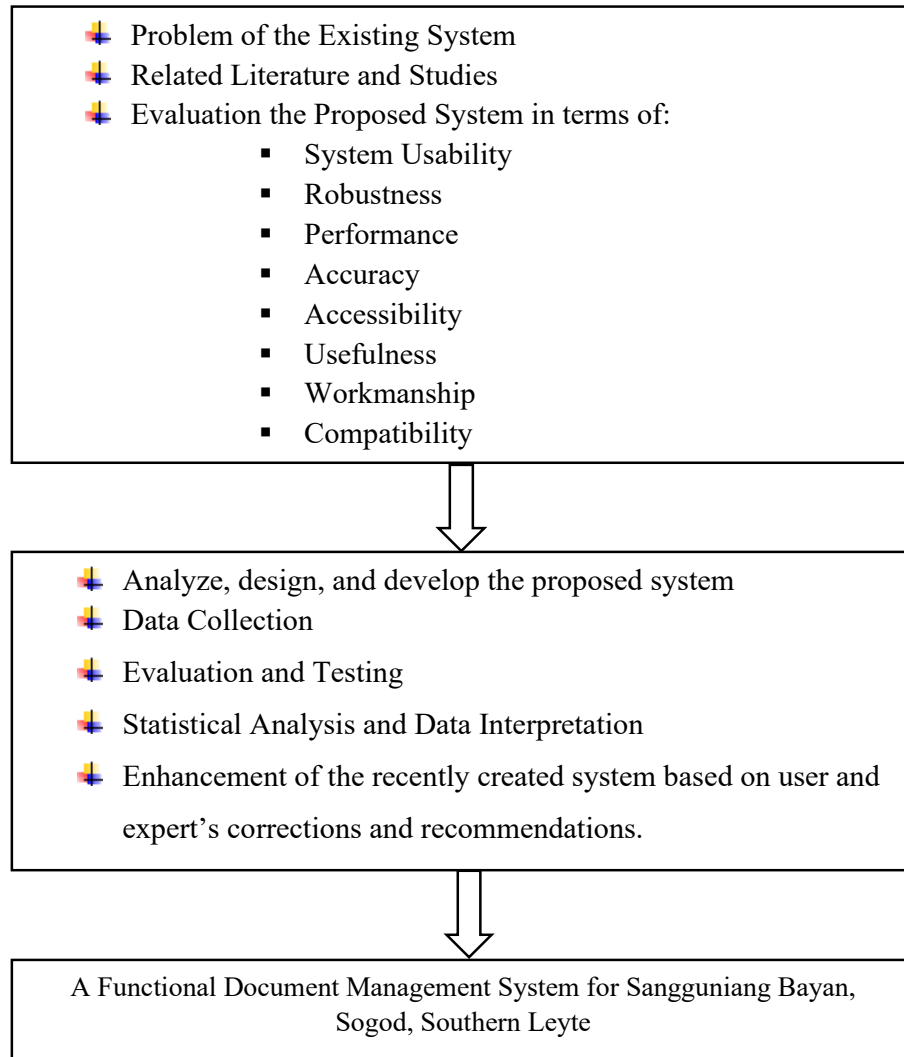 Problem of the Existing System
Related Literature and Studies
Evaluation the Proposed System in terms of:
System Usability
Robustness
Performance
Accuracy
Accessibility
Usefulness
Workmanship
Compatibility
Analyze, design, and develop the proposed system
Data Collection
Evaluation and Testing
Statistical Analysis and Data Interpretation
Enhancement of the recently created system based on user and
expert’s corrections and recommendations.
A Functional Document Management System for Sangguniang Bayan,
Sogod, Southern Leyte